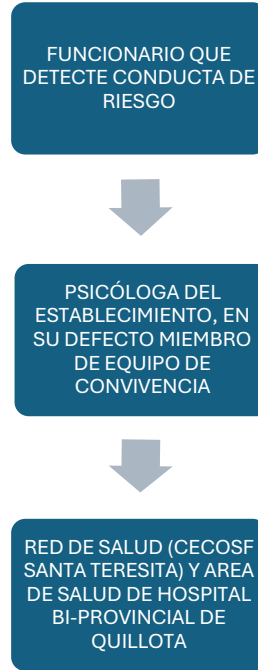 FUNCIONARIO QUE
DETECTE CONDUCTA DE
RIESGO
PSICÓLOGA DEL
ESTABLECIMIENTO, EN
SU DEFECTO MIEMBRO
DE EQUIPO DE
CONVIVENCIA
RED DE SALUD (CECOSF
SANTA TERESITA) Y AREA
DE SALUD DE HOSPITAL
BI-PROVINCIAL DE
QUILLOTA